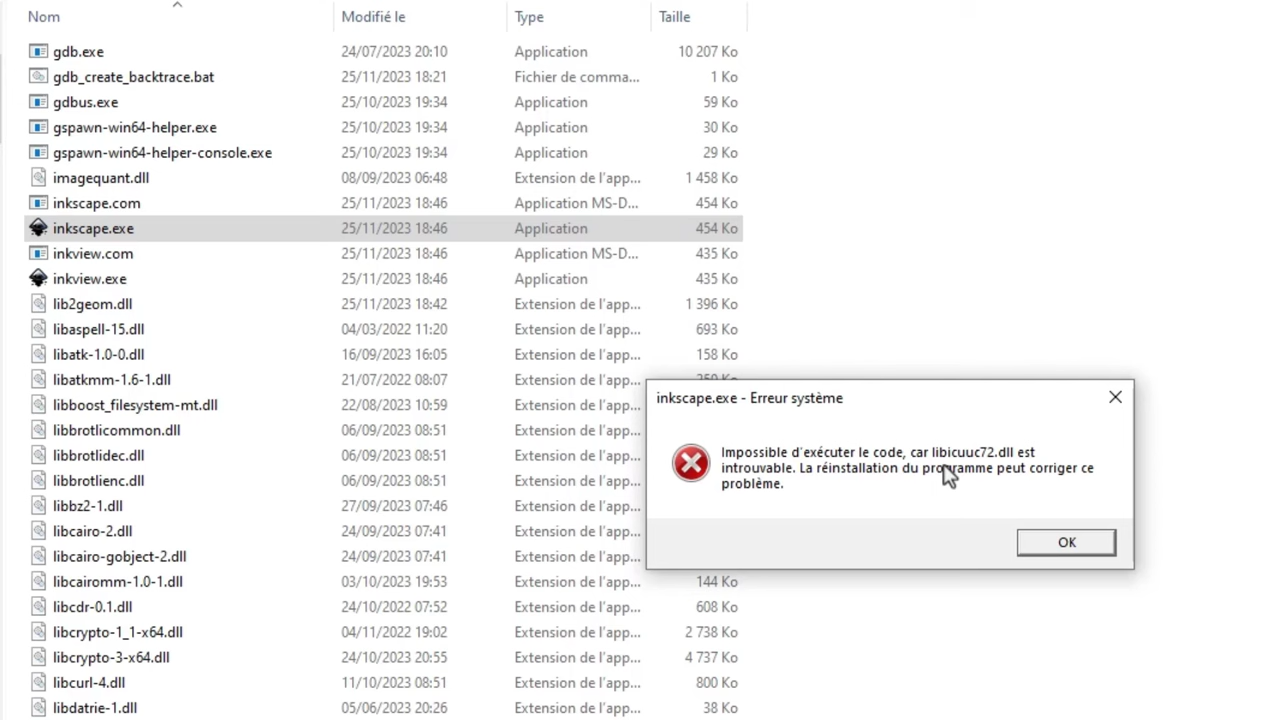 Nom Modifié le Type Taille
gdb.exe 24/07/2023 20:10 Application 10 207 Ko
gdb_create_backtrace.bat 25/11/2023 18:21 Fichier de comma... 1 Ko
gdbus.exe 25/10/2023 19:34 Application 59 Ko
gspawn-win64-helper.exe 25/10/2023 19:34 Application 30 Ko
gspawn-win64-helper-console.exe 25/10/2023 19:34 Application 29 Ko
imagequant.dll 08/09/2023 06:48 Extension de l'app... 1 458 Ko
inkscape.com 25/11/2023 18:46 Application MS-D... 454 Ko
inkscape.exe 25/11/2023 18:46 Application 454 Ko
inkview.com 25/11/2023 18:46 Application MS-D... 435 Ko
inkview.exe 25/11/2023 18:46 Application 435 Ko
lib2geom.dll 25/11/2023 18:42 Extension de l'app... 1 396 Ko
libaspell-15.dll 04/03/2022 11:20 Extension de l'app... 693 Ko
libatk-1.0-0.dll 16/09/2023 16:05 Extension de l'app... 158 Ko
libatkmm-1.6-1.dll 21/07/2022 08:07 Extension de l'app...
libboost_filesystem-mt.dll 22/08/2023 10:59 Extension de l'app...
libbrotlicommon.dll 06/09/2023 08:51 Extension de l'app...
libbrotlidec.dll 06/09/2023 08:51 Extension de l'app...
libbrotlienc.dll 06/09/2023 08:51 Extension de l'app...
libbz2-1.dll 27/09/2023 07:46 Extension de l'app...
libcairo-2.dll 24/09/2023 07:41 Extension de l'app...
libcairo-gobject-2.dll 24/09/2023 07:41 Extension de l'app...
libcairomm-1.0-1.dll 03/10/2023 19:53 Extension de l'app... 144 Ko
libcdr-0.1.dll 24/10/2022 07:52 Extension de l'app... 608 Ko
libcrypto-1_1-x64.dll 04/11/2022 19:02 Extension de l'app... 2 738 Ko
libcrypto-3-x64.dll 24/10/2023 20:55 Extension de l'app... 4 737 Ko
libcurl-4.dll 11/10/2023 08:51 Extension de l'app... 800 Ko
libdatrie-1.dll 05/06/2023 20:26 Extension de l'app... 38 Ko
inkscape.exe - Erreur système
Impossible d'exécuter le code, car libicuuc72.dll est
introuvable. La réinstallation du programme peut corriger ce
problème.
OK